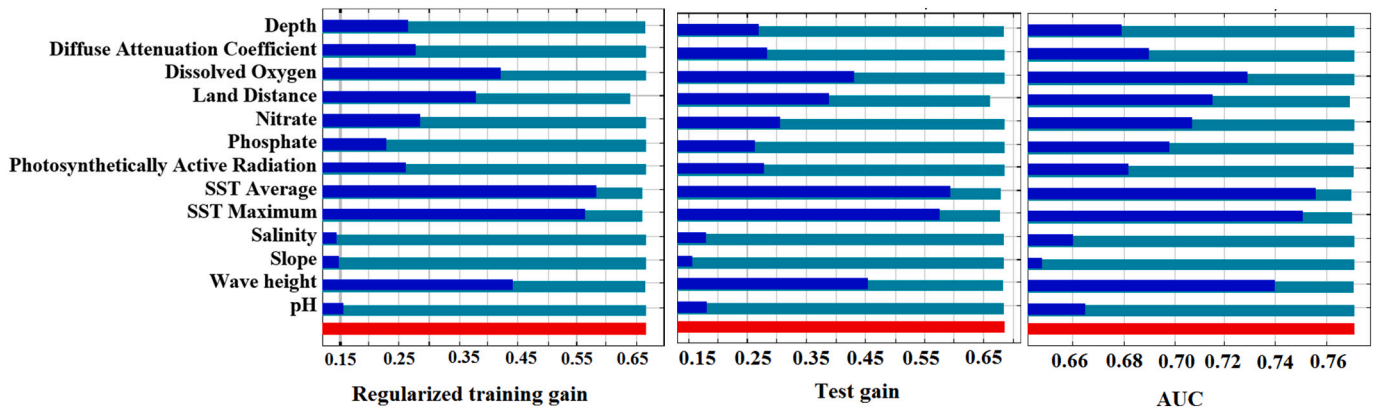 Depth
Diffuse Attenuation Coefficient
Dissolved Oxygen
Land Distance
Nitrate
Phosphate
Photosynthetically Active Radiation
SST Average
SST Maximum
Salinity
Slope
Wave height
pH
0.15 0.25 0.35 0.45 0.55 0.65
Regularized training gain
0.15 0.25 0.35 0.45 0.55 0.65
Test gain
0.66 0.68 0.70 0.72 0.74 0.76
AUC